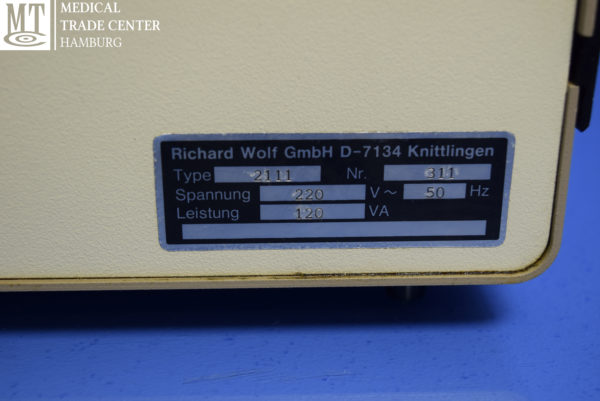 MT
MEDICAL
TRADE CENTER
HAMBURG
Richard Wolf GmbH D-7134 Knittlingen
Type 2111 Nr. 311
Spannung 220 V ~ 50 Hz
Leistung 120 VA